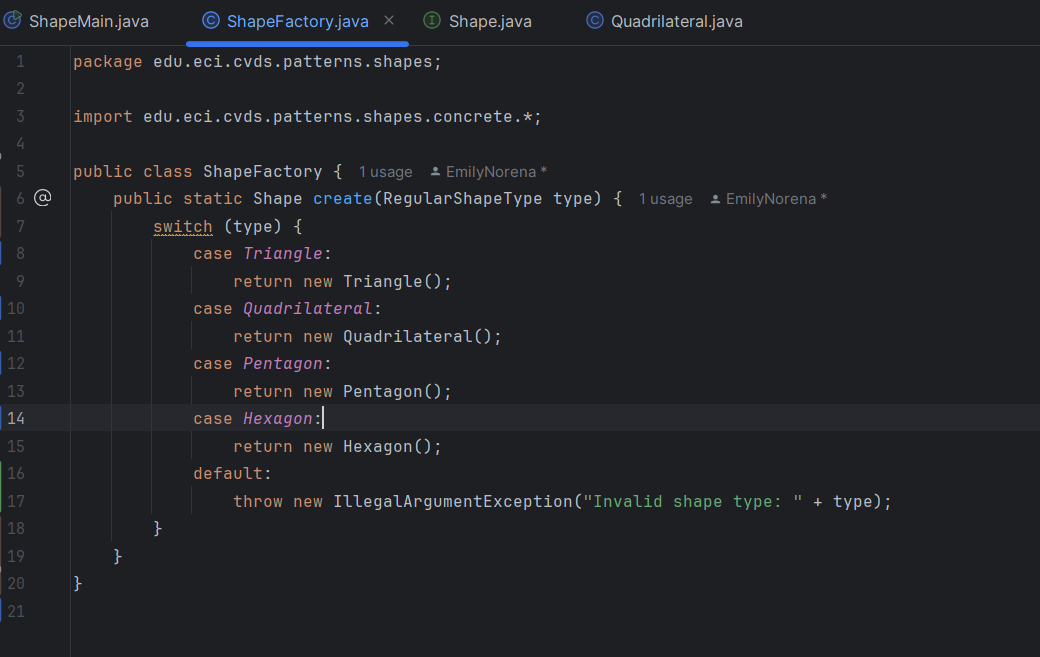 ShapeMain.java ShapeFactory.java Shape.java Quadrilateral.java
1 package edu.eci.cvds.patterns.shapes;
2
3 import edu.eci.cvds.patterns.shapes.concrete.*;
4
5 public class ShapeFactory { 1 usage EmilyNorena *
6 @ public static Shape create(RegularShapeType type) { 1 usage EmilyNorena *
7 switch (type) {
8 case Triangle:
9 return new Triangle();
10 case Quadrilateral:
11 return new Quadrilateral();
12 case Pentagon:
13 return new Pentagon();
14 case Hexagon:
15 return new Hexagon();
16 default:
17 throw new IllegalArgumentException("Invalid shape type: " + type);
18 }
19 }
20 }
21